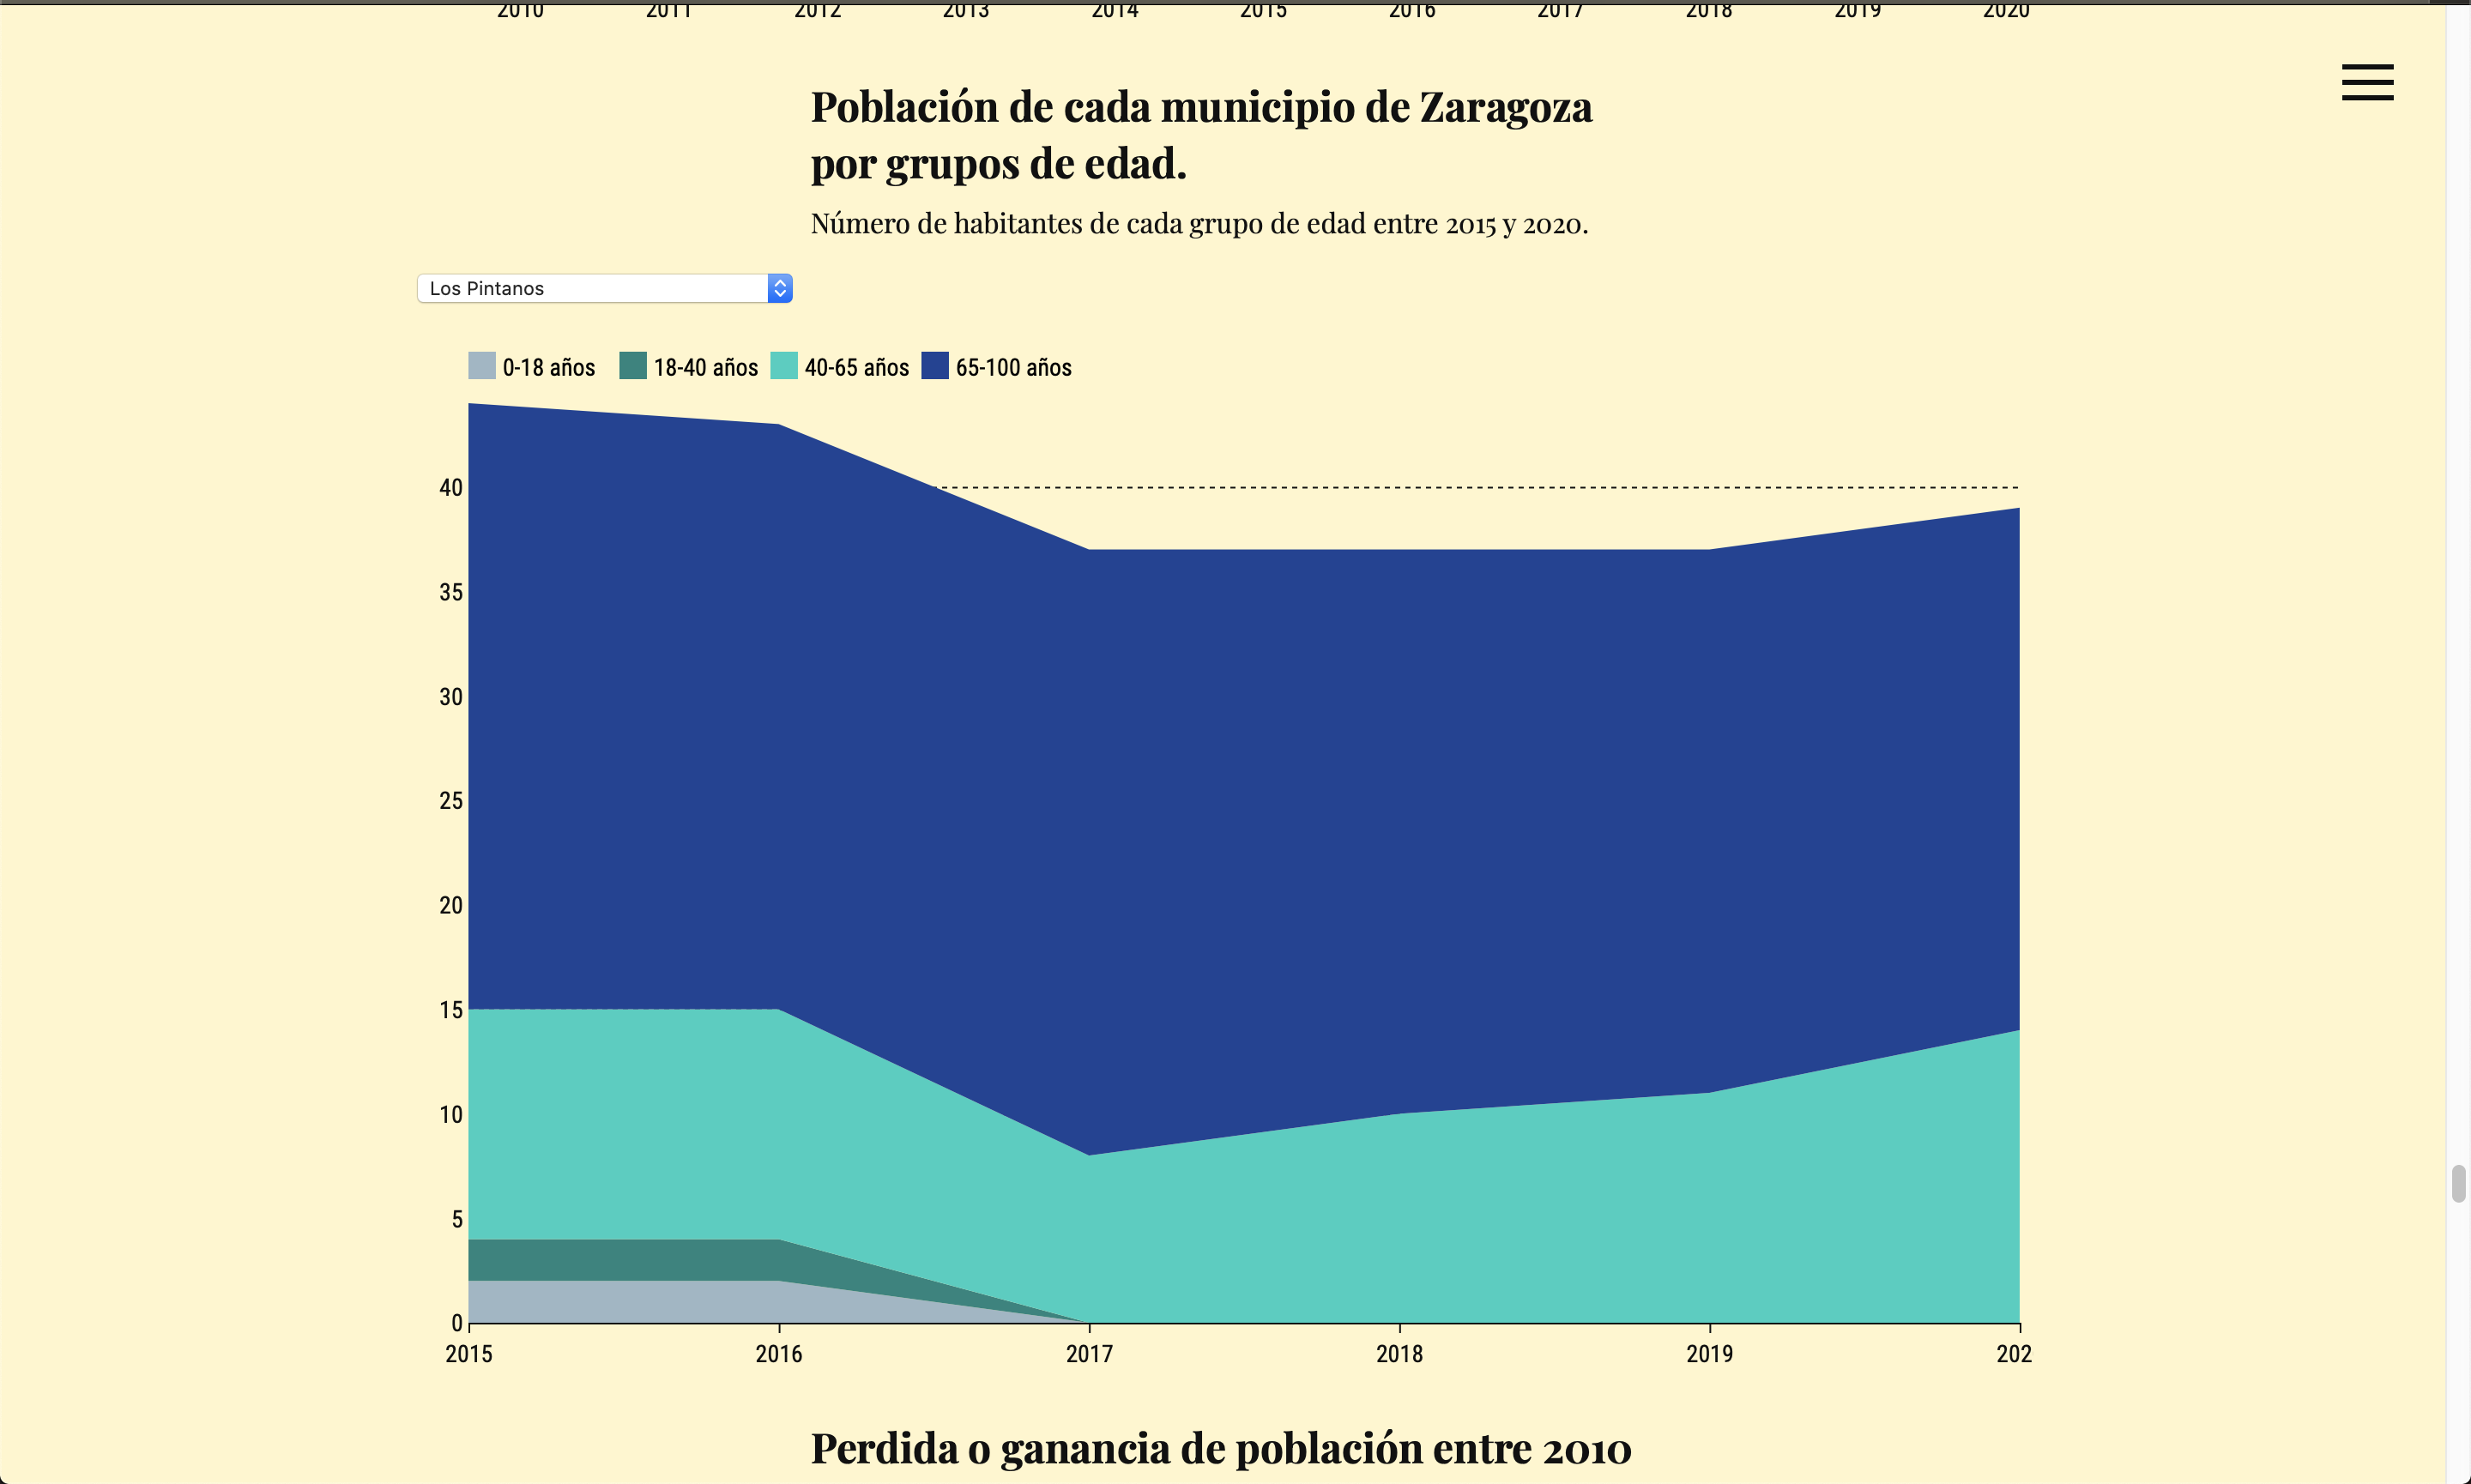 2010 2011 2012 2013 2014 2015 2016 2017 2018 2019 2020
Población de cada municipio de Zaragoza
por grupos de edad.
Número de habitantes de cada grupo de edad entre 2015 y 2020.
Los Pintanos
0-18 años 18-40 años 40-65 años 65-100 años
40
35
30
25
20
15
10
5
0
2015 2016 2017 2018 2019 202
Perdida o ganancia de población entre 2010